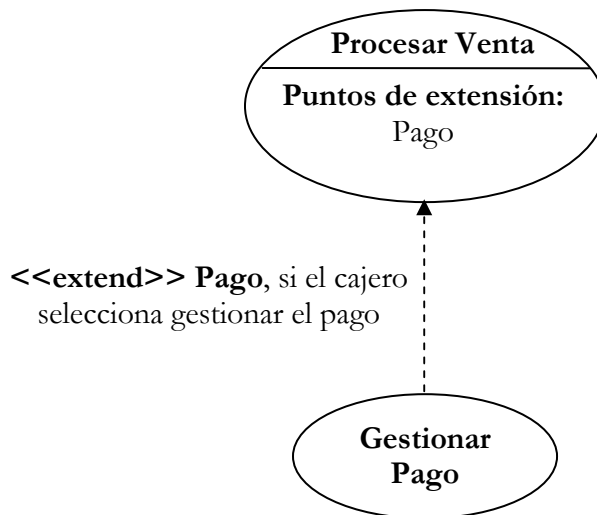 Procesar Venta
Puntos de extensión:
Pago
<<extend>> Pago, si el cajero
selecciona gestionar el pago
Gestionar
Pago